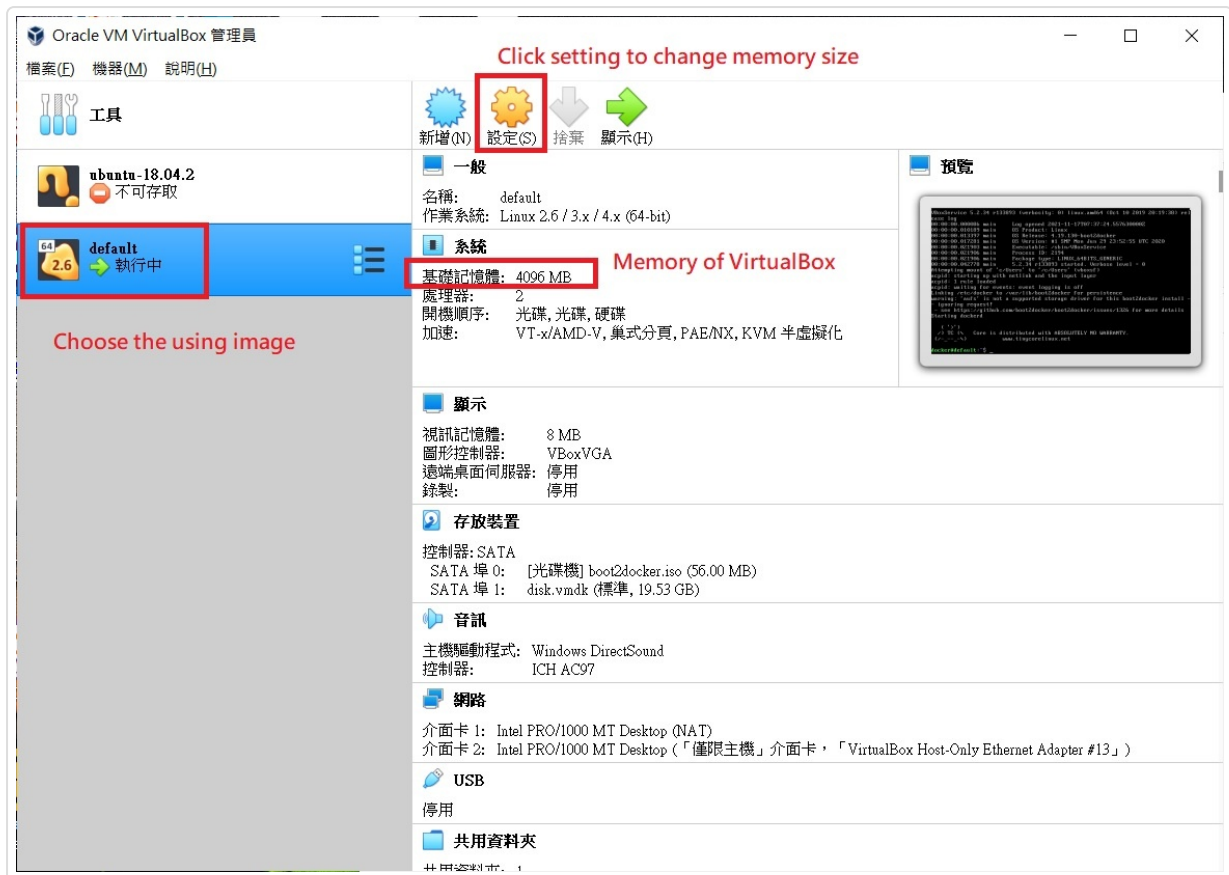 Oracle VM VirtualBox 管理員
Click setting to change memory size
檔案(F) 機器(M) 說明(H)
工具
新增(N) 設定(S) 捨棄 顯示(H)
ubuntu-18.04.2
不可存取
64
2.6
default
執行中
Choose the using image
一般
名稱: default
作業系統: Linux 2.6 / 3.x / 4.x (64-bit)
預覽
系統
基礎記憶體: 4096 MB
Memory of VirtualBox
處理器: 2
開機順序: 光碟, 光碟, 硬碟
加速: VT-x/AMD-V, 巢式分頁, PAE/NX, KVM 半虛擬化
顯示
視訊記憶體: 8 MB
圖形控制器: VBoxVGA
遠端桌面伺服器: 停用
錄製: 停用
存放裝置
控制器: SATA
SATA 埠 0: [光碟機] boot2docker.iso (56.00 MB)
SATA 埠 1: disk.vmdk (標準, 19.53 GB)
音訊
主機驅動程式: Windows DirectSound
控制器: ICH AC97
網路
介面卡 1: Intel PRO/1000 MT Desktop (NAT)
介面卡 2: Intel PRO/1000 MT Desktop (「僅限主機」介面卡,「VirtualBox Host-Only Ethernet Adapter #13」)
USB
停用
共用資料夾
共用資料夾: 1